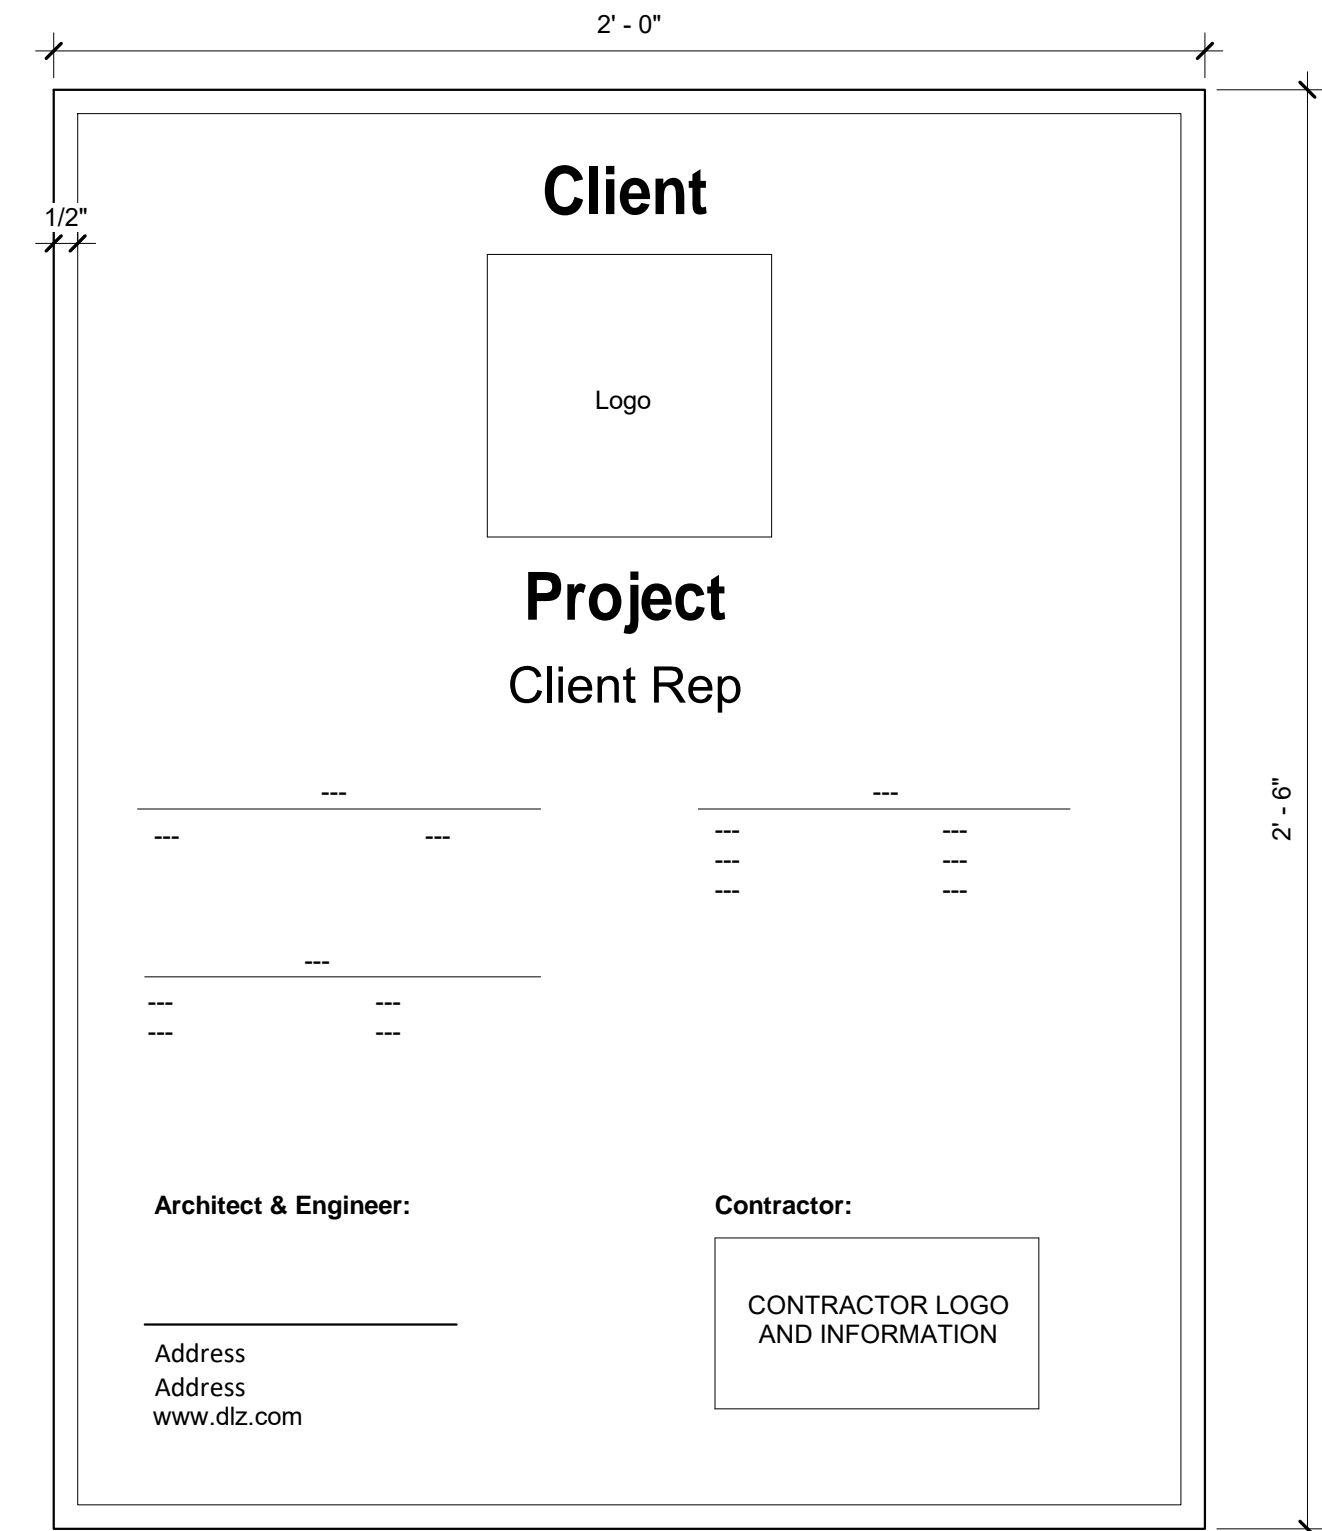 2' - 0"
1/2"
Client
Logo
Project
Client Rep
2' - 6"
---
--- ---
---
--- ---
--- ---
--- ---
---
--- ---
--- ---
Architect & Engineer:
Address
Address
www.dlz.com
Contractor:
CONTRACTOR LOGO
AND INFORMATION